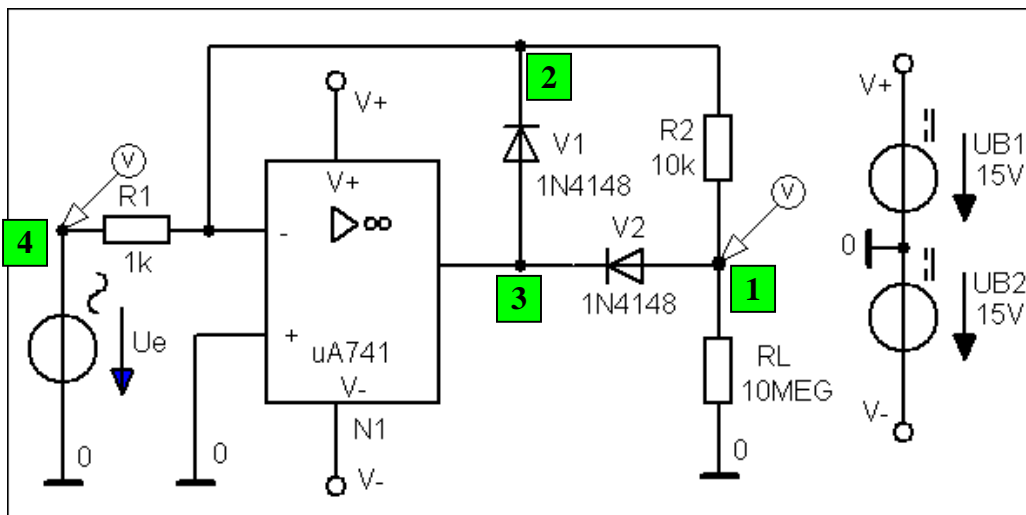 2
V+
V+
V
R1
4
1k
-
V1
1N4148
R2
10k
V
V2
3
1N4148
1
Ue
+
uA741
V-
N1
RL
10MEG
0
0
0
V-
V+
UB1
15V
0
UB2
15V
V-